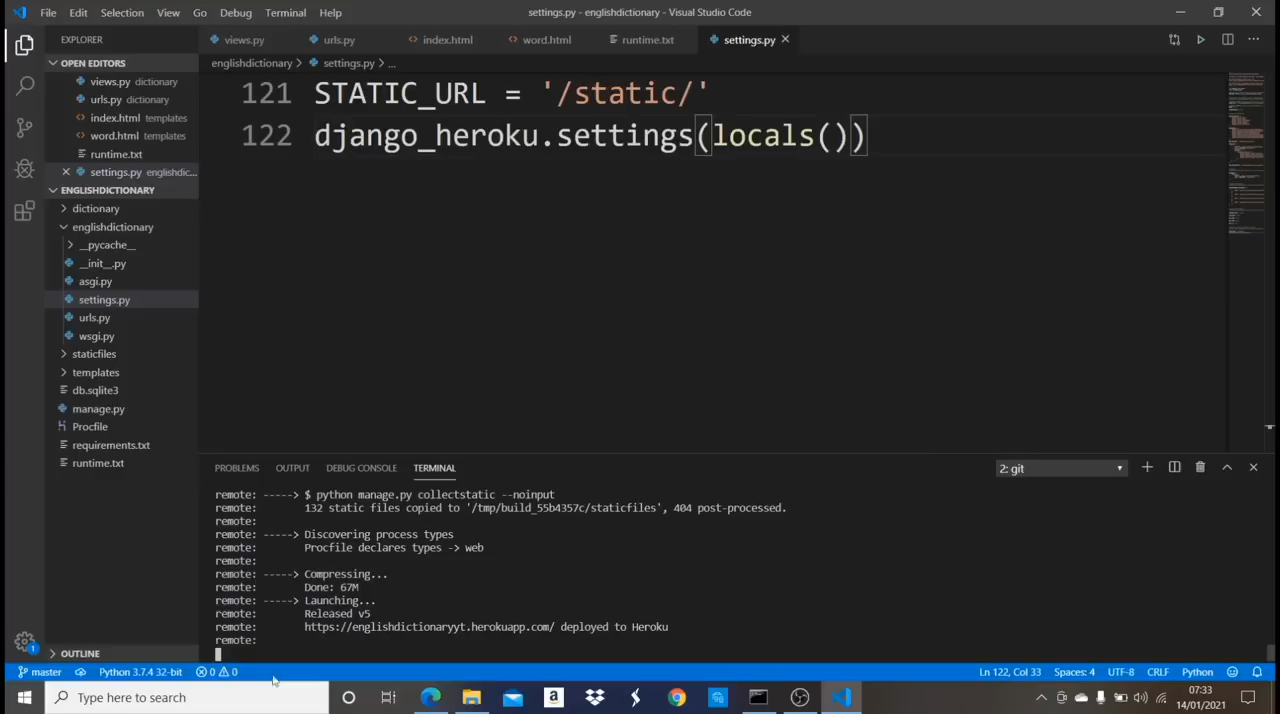 File Edit Selection View Go Debug Terminal Help
settings.py - englishdictionary - Visual Studio Code
EXPLORER
OPEN EDITORS
views.py dictionary
urls.py dictionary
index.html templates
word.html templates
runtime.txt
settings.py englishdic...
ENGLISHDICTIONARY
dictionary
englishdictionary
__pycache__
__init__.py
asgi.py
settings.py
urls.py
wsgi.py
staticfiles
templates
db.sqlite3
manage.py
Procfile
requirements.txt
runtime.txt
OUTLINE
views.py urls.py index.html word.html runtime.txt settings.py
englishdictionary > settings.py > ...
121 STATIC_URL = '/static/'
122 django_heroku.settings(locals())
PROBLEMS OUTPUT DEBUG CONSOLE TERMINAL
2: git
remote: -----> $ python manage.py collectstatic --noinput
remote: 132 static files copied to '/tmp/build_55b4357c/staticfiles', 404 post-processed.
remote:
remote: -----> Discovering process types
remote: Procfile declares types -> web
remote:
remote: -----> Compressing...
remote: Done: 67M
remote: -----> Launching...
remote: Released v5
remote: https://englishdictionaryyt.herokuapp.com/ deployed to Heroku
remote:
master Python 3.7.4 32-bit 0 0
Ln 122, Col 33 Spaces: 4 UTF-8 CRLF Python
1
Type here to search
a
07:33
14/01/2021